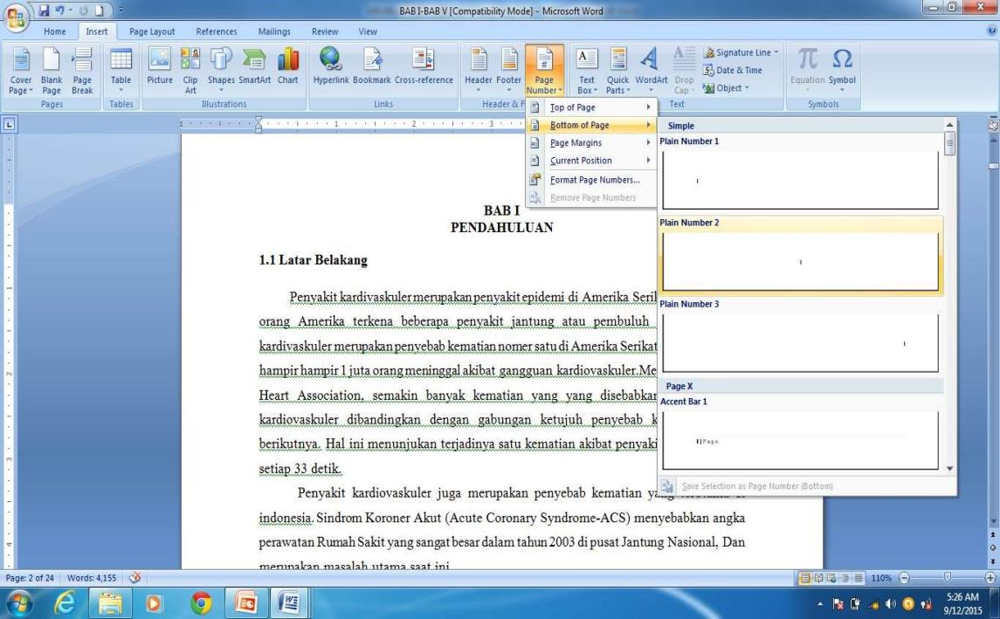 BAB I-BAB V [Compatibility Mode] - Microsoft Word
Home Insert Page Layout References Mailings Review View
Cover Page Blank Page Page Break Table Picture Clip Art Shapes SmartArt Chart Hyperlink Bookmark Cross-reference Header Footer Page Number Text Box Quick Parts WordArt Drop Cap Signature Line Date & Time Object Equation Symbol
Pages Tables Illustrations Links Header & F Text Symbols
Top of Page
Bottom of Page
Page Margins
Current Position
Format Page Numbers...
Remove Page Numbers
Simple
Plain Number 1
1
Plain Number 2
1
Plain Number 3
1
Page X
Accent Bar 1
1|Page
Save Selection as Page Number (Bottom)
1 1 2 3
BAB I
PENDAHULUAN
1.1 Latar Belakang
Penyakit kardivaskuler merupakan penyakit epidemi di Amerika
orang Amerika terkena beberapa penyakit jantung atau pembuluh
kardivaskuler merupakan penyebab kematian nomer satu di Amerika Serikat
hampir hampir 1 juta orang meninggal akibat gangguan kardiovaskuler. Me
Heart Association, semakin banyak kematian yang yang disebabkan
kardiovaskuler dibandingkan dengan gabungan ketujuh penyebab k
berikutnya. Hal ini menunjukan terjadinya satu kematian akibat penyaki
setiap 33 detik.
Penyakit kardiovaskuler juga merupakan penyebab kematian
indonesia. Sindrom Koroner Akut (Acute Coronary Syndrome-ACS) menyebabkan angka
perawatan Rumah Sakit yang sangat besar dalam tahun 2003 di pusat Jantung Nasional, Dan
merupakan masalah utama saat ini
Page: 2 of 24 Words: 4,155 110%
5:26 AM
9/12/2015